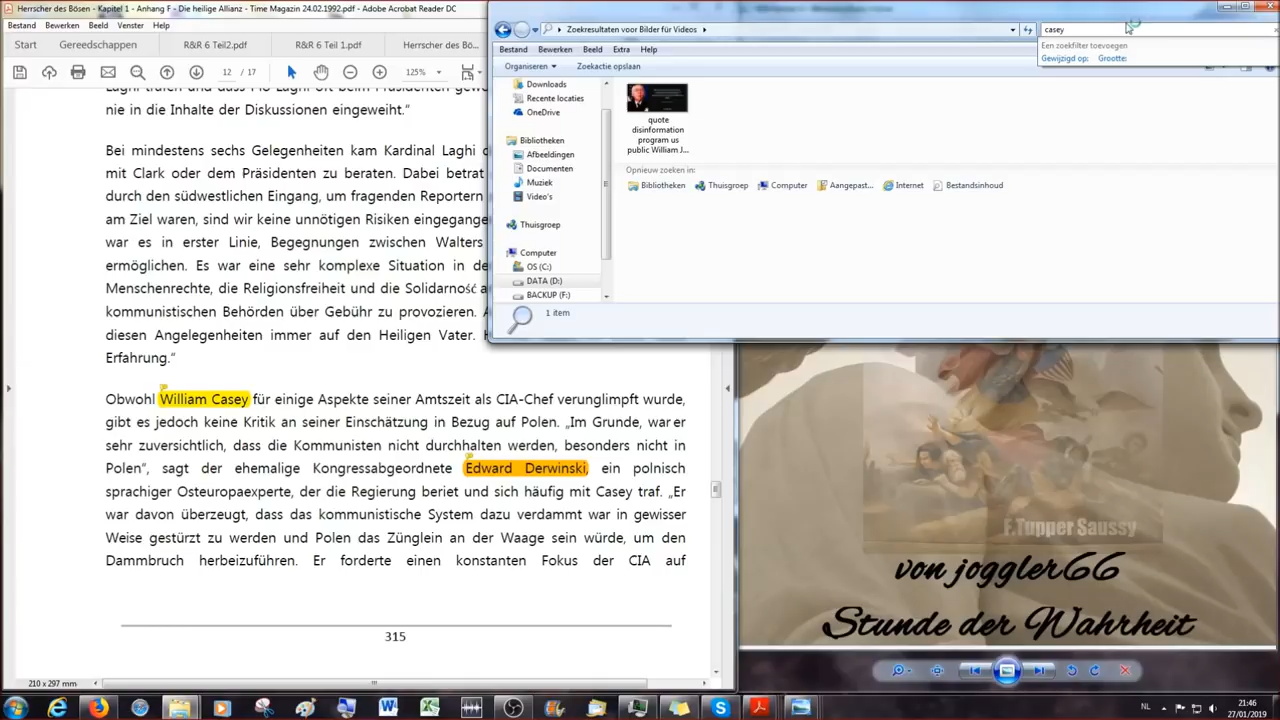 Herrscher des Bösen - Kapitel 1 - Anhang F - Die heilige Allianz - Time Magazin 24.02.1992.pdf - Adobe Acrobat Reader DC
Bestand Bewerken Beeld Venster Help
Start Gereedschappen R&R 6 Teil2.pdf R&R 6 Teil 1.pdf Herrscher des Bö...
12 / 17 125%
nie in die Inhalte der Diskussionen eingeweiht.“
Bei mindestens sechs Gelegenheiten kam Kardinal Laghi
mit Clark oder dem Präsidenten zu beraten. Dabei betrat
durch den südwestlichen Eingang, um fragenden Reportern
am Ziel waren, sind wir keine unnötigen Risiken eingegangen
war es in erster Linie, Begegnungen zwischen Walters
ermöglichen. Es war eine sehr komplexe Situation in de
Menschenrechte, die Religionsfreiheit und die Solidarność
kommunistischen Behörden über Gebühr zu provozieren. A
diesen Angelegenheiten immer auf den Heiligen Vater. H
Erfahrung.“
Obwohl William Casey für einige Aspekte seiner Amtszeit als CIA-Chef verunglimpft wurde,
gibt es jedoch keine Kritik an seiner Einschätzung in Bezug auf Polen. „Im Grunde, war er
sehr zuversichtlich, dass die Kommunisten nicht durchhalten werden, besonders nicht in
Polen“, sagt der ehemalige Kongressabgeordnete Edward Derwinski, ein polnisch
sprachiger Osteuropaexperte, der die Regierung beriet und sich häufig mit Casey traf. „Er
war davon überzeugt, dass das kommunistische System dazu verdammt war in gewisser
Weise gestürzt zu werden und Polen das Zünglein an der Waage sein würde, um den
Dammbruch herbeizuführen. Er forderte einen konstanten Fokus der CIA auf
315
210 x 297 mm
Zoekresultaten voor Bilder für Videos
casey
Een zoekfilter toevoegen
Gewijzigd op: Grootte:
Bestand Bewerken Beeld Extra Help
Organiseren Zoekactie opslaan
Downloads
Recente locaties
OneDrive
Bibliotheken
Afbeeldingen
Documenten
Muziek
Video's
Thuisgroep
Computer
OS (C:)
DATA (D:)
BACKUP (F:)
quote
disinformation
program us
public William J...
Opnieuw zoeken in:
Bibliotheken Thuisgroep Computer Aangepast... Internet Bestandsinhoud
1 item
F.Tupper Saussy
von joggler66
Stunde der Wahrheit
NL
21:46
27/01/2019